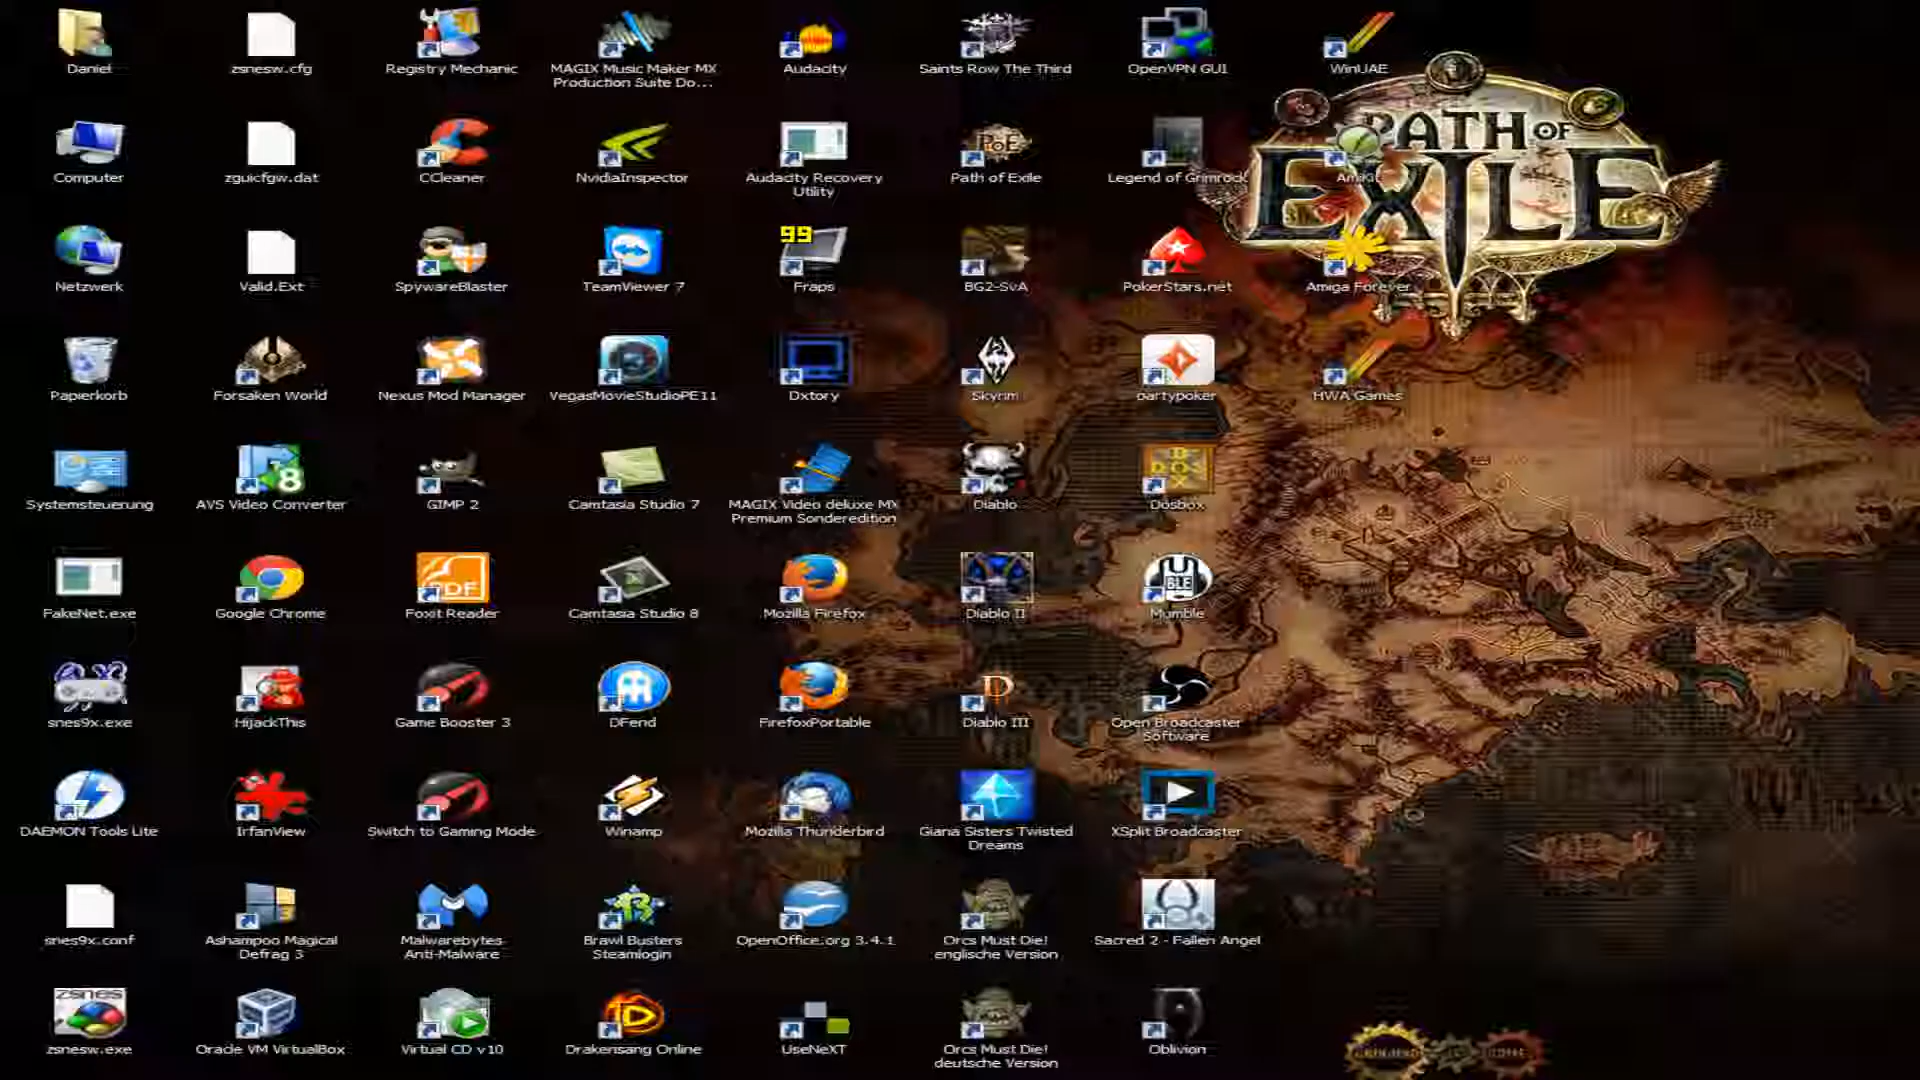 Daniel
zsnesw.cfg
Registry Mechanic
MAGIX Music Maker MX
Production Suite Do...
Audacity
Saints Row The Third
OpenVPN GUI
WinUAE
Computer
zguicfgw.dat
CCleaner
NvidiaInspector
Audacity Recovery
Utility
Path of Exile
Legend of Grimrock
PATH OF
EXILE
Netzwerk
Valid.Ext
SpywareBlaster
TeamViewer 7
99
Fraps
BG2-SvA
PokerStars.net
Amiga Forever
Papierkorb
Forsaken World
Nexus Mod Manager
VegasMovieStudioPE11
Dxtory
Skyrim
partypoker
HWA Games
Systemsteuerung
AVS Video Converter
8
GIMP 2
Camtasia Studio 7
MAGIX Video deluxe MX
Premium Sonderedition
Diablo
Dosbox
FakeNet.exe
Google Chrome
PDF
Foxit Reader
Camtasia Studio 8
Mozilla Firefox
Diablo II
Mumble
snes9x.exe
HijackThis
Game Booster 3
DFend
FirefoxPortable
Diablo III
Open Broadcaster
Software
DAEMON Tools Lite
IrfanView
Switch to Gaming Mode
Winamp
Mozilla Thunderbird
Giana Sisters Twisted
Dreams
XSplit Broadcaster
snes9x.conf
Ashampoo Magical
Defrag 3
Malwarebytes
Anti-Malware
Brawl Busters
Steamlogin
OpenOffice.org 3.4.1
Orcs Must Die!
englische Version
Sacred 2 - Fallen Angel
zsnes
zsnesw.exe
Oracle VM VirtualBox
Virtual CD v10
Drakensang Online
UseNeXT
Orcs Must Die!
deutsche Version
Oblivion